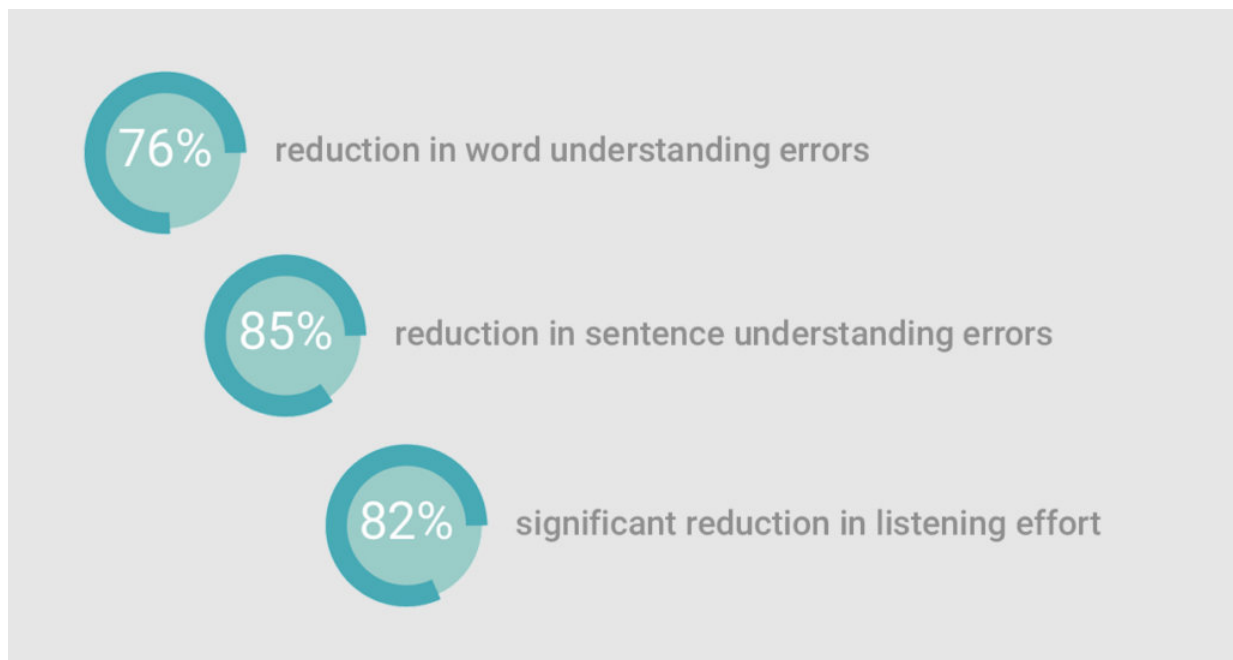 76% reduction in word understanding errors
85% reduction in sentence understanding errors
82% significant reduction in listening effort